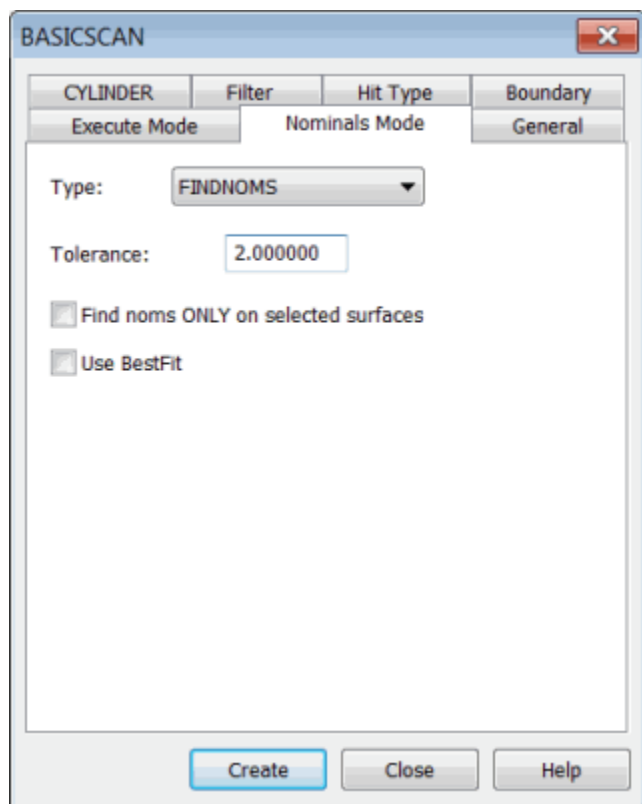 BASICSCAN
CYLINDER Filter Hit Type Boundary
Execute Mode Nominals Mode General
Type: FINDNOMS
Tolerance: 2.000000
Find noms ONLY on selected surfaces
Use BestFit
Create Close Help